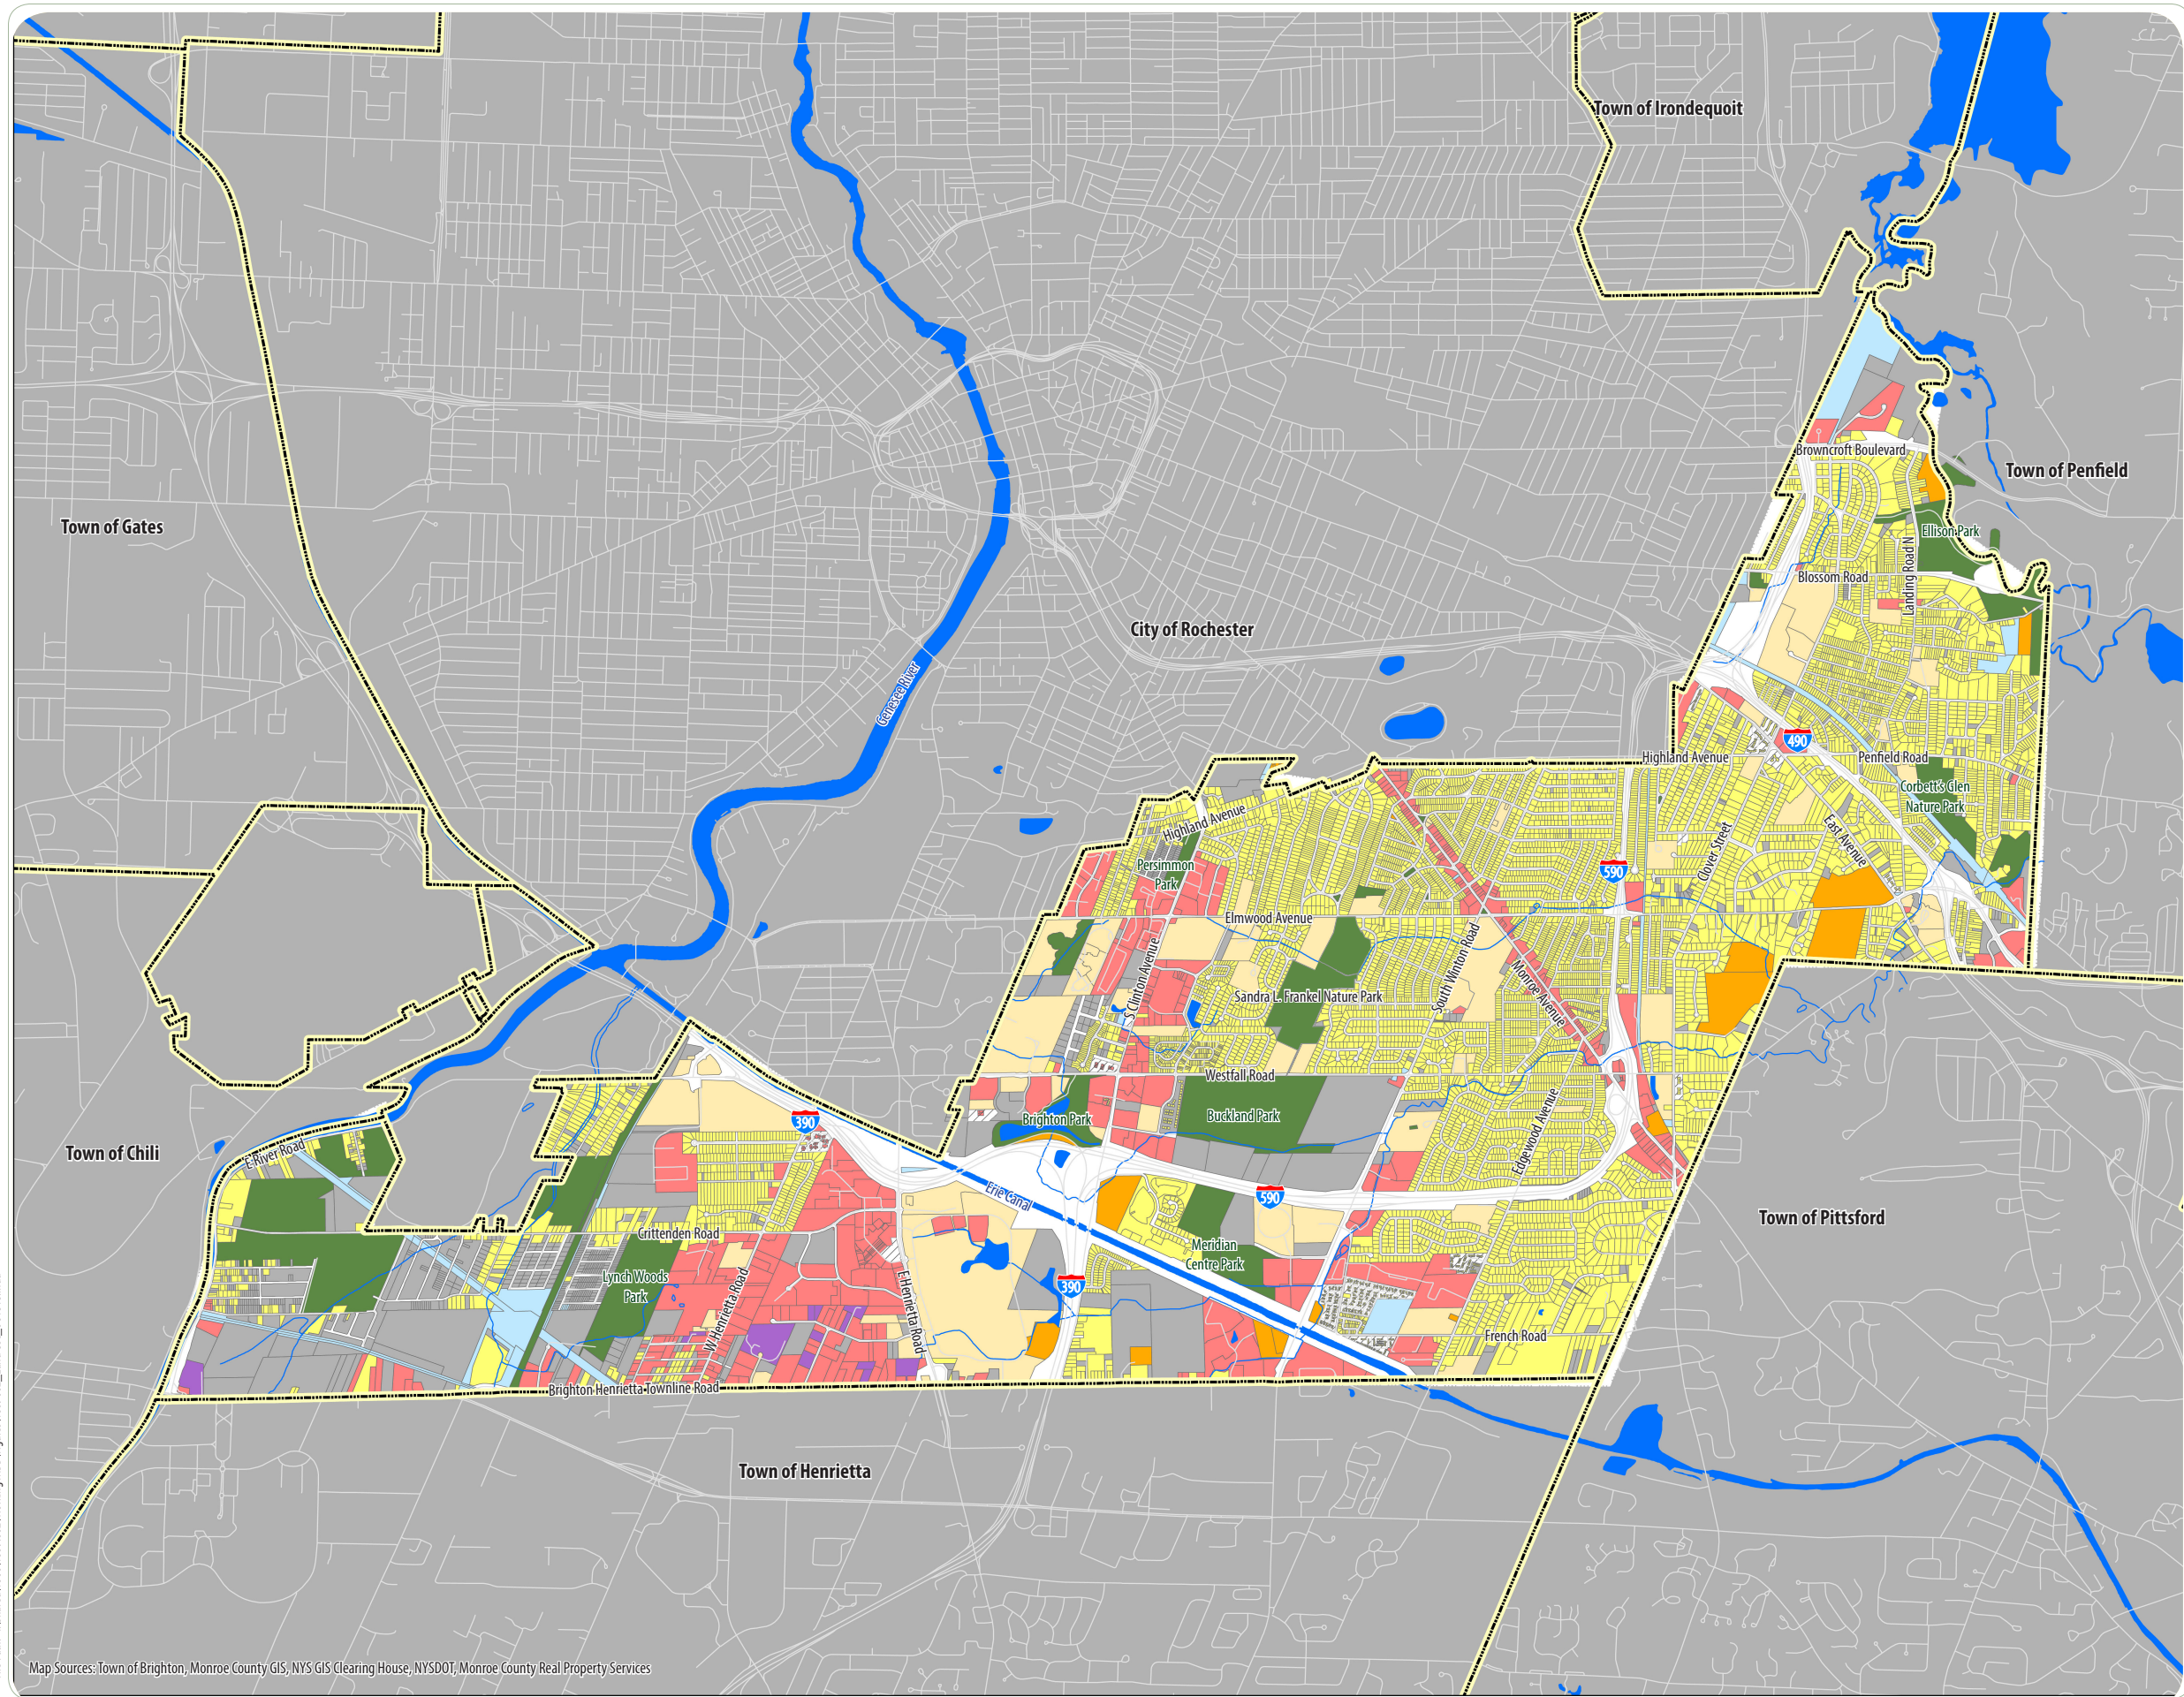 Town of Irondequoit
Browncroft Boulevard
Town of Penfield
Town of Gates
Ellison Park
Landing Road N
Blossom Road
City of Rochester
Genesee River
490
Highland Avenue
Penfield Road
Corbett's Glen
Nature Park
Highland Avenue
East Avenue
Clover Street
Persimmon
Park
590
Elmwood Avenue
S Clinton Avenue
South Winton Road
Monroe Avenue
Sandra L. Frankel Nature Park
Westfall Road
Brighton Park
Buckland Park
Edgewood Avenue
390
Town of Chili
E River Road
Erie Canal
590
Town of Pittsford
Crittenden Road
Meridian
Centre Park
Lynch Woods
Park
390
W Henrietta Road
E Henrietta Road
French Road
Brighton Henrietta Townline Road
Town of Henrietta
Map Sources: Town of Brighton, Monroe County GIS, NYS GIS Clearing House, NYSDOT, Monroe County Real Property Services